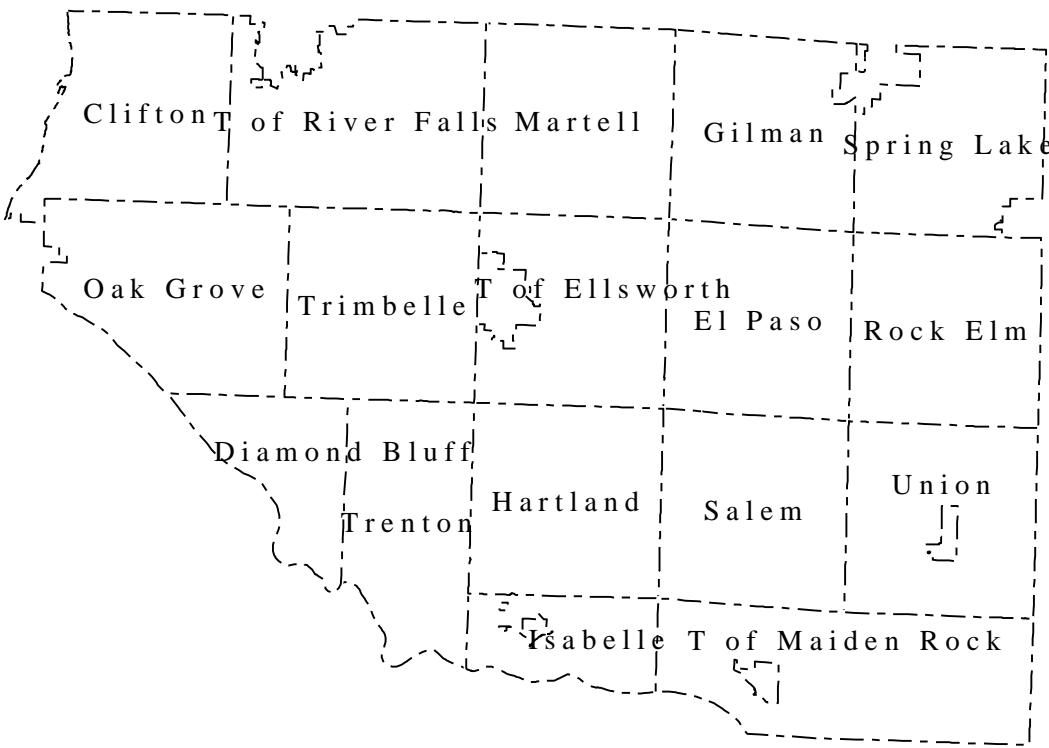 Clifton
T of River Falls
Martell
Gilman
Spring Lake
Oak Grove
Trimbelle
T of Ellsworth
El Paso
Rock Elm
Diamond Bluff
Trenton
Hartland
Salem
Union
Isabelle
T of Maiden Rock